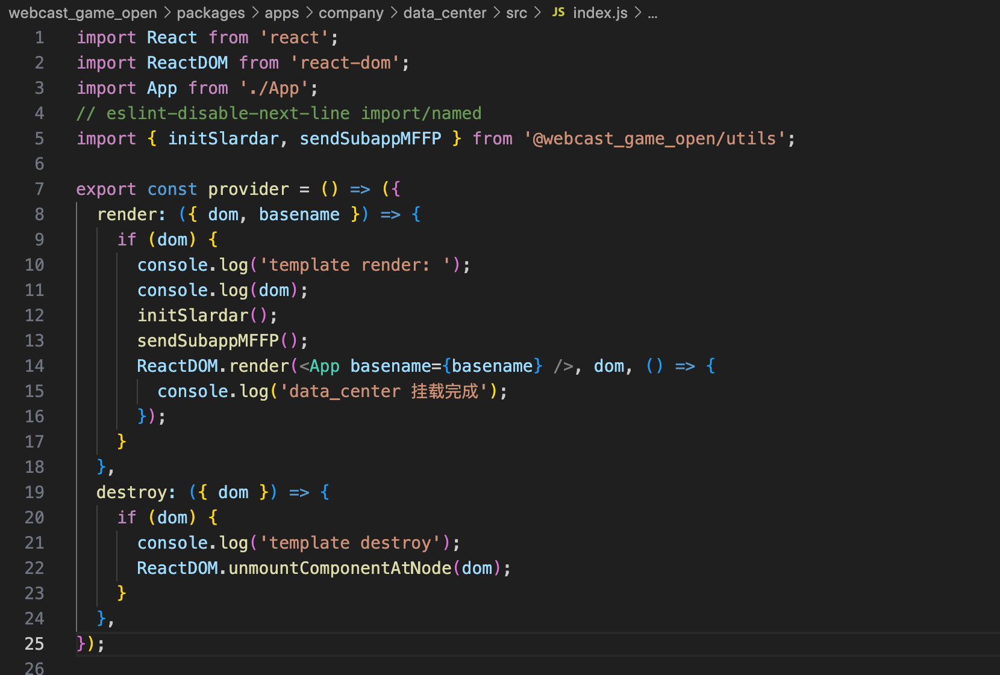 webcast_game_open > packages > apps > company > data_center > src > JS index.js > ...
1 import React from 'react';
2 import ReactDOM from 'react-dom';
3 import App from './App';
4 // eslint-disable-next-line import/named
5 import { initSlardar, sendSubappMFFP } from '@webcast_game_open/utils';
6
7 export const provider = () => ({
8   render: ({ dom, basename }) => {
9     if (dom) {
10       console.log('template render: ');
11       console.log(dom);
12       initSlardar();
13       sendSubappMFFP();
14       ReactDOM.render(<App basename={basename} />, dom, () => {
15         console.log('data_center 挂载完成');
16       });
17     }
18   },
19   destroy: ({ dom }) => {
20     if (dom) {
21       console.log('template destroy');
22       ReactDOM.unmountComponentAtNode(dom);
23     }
24   },
25 });
26